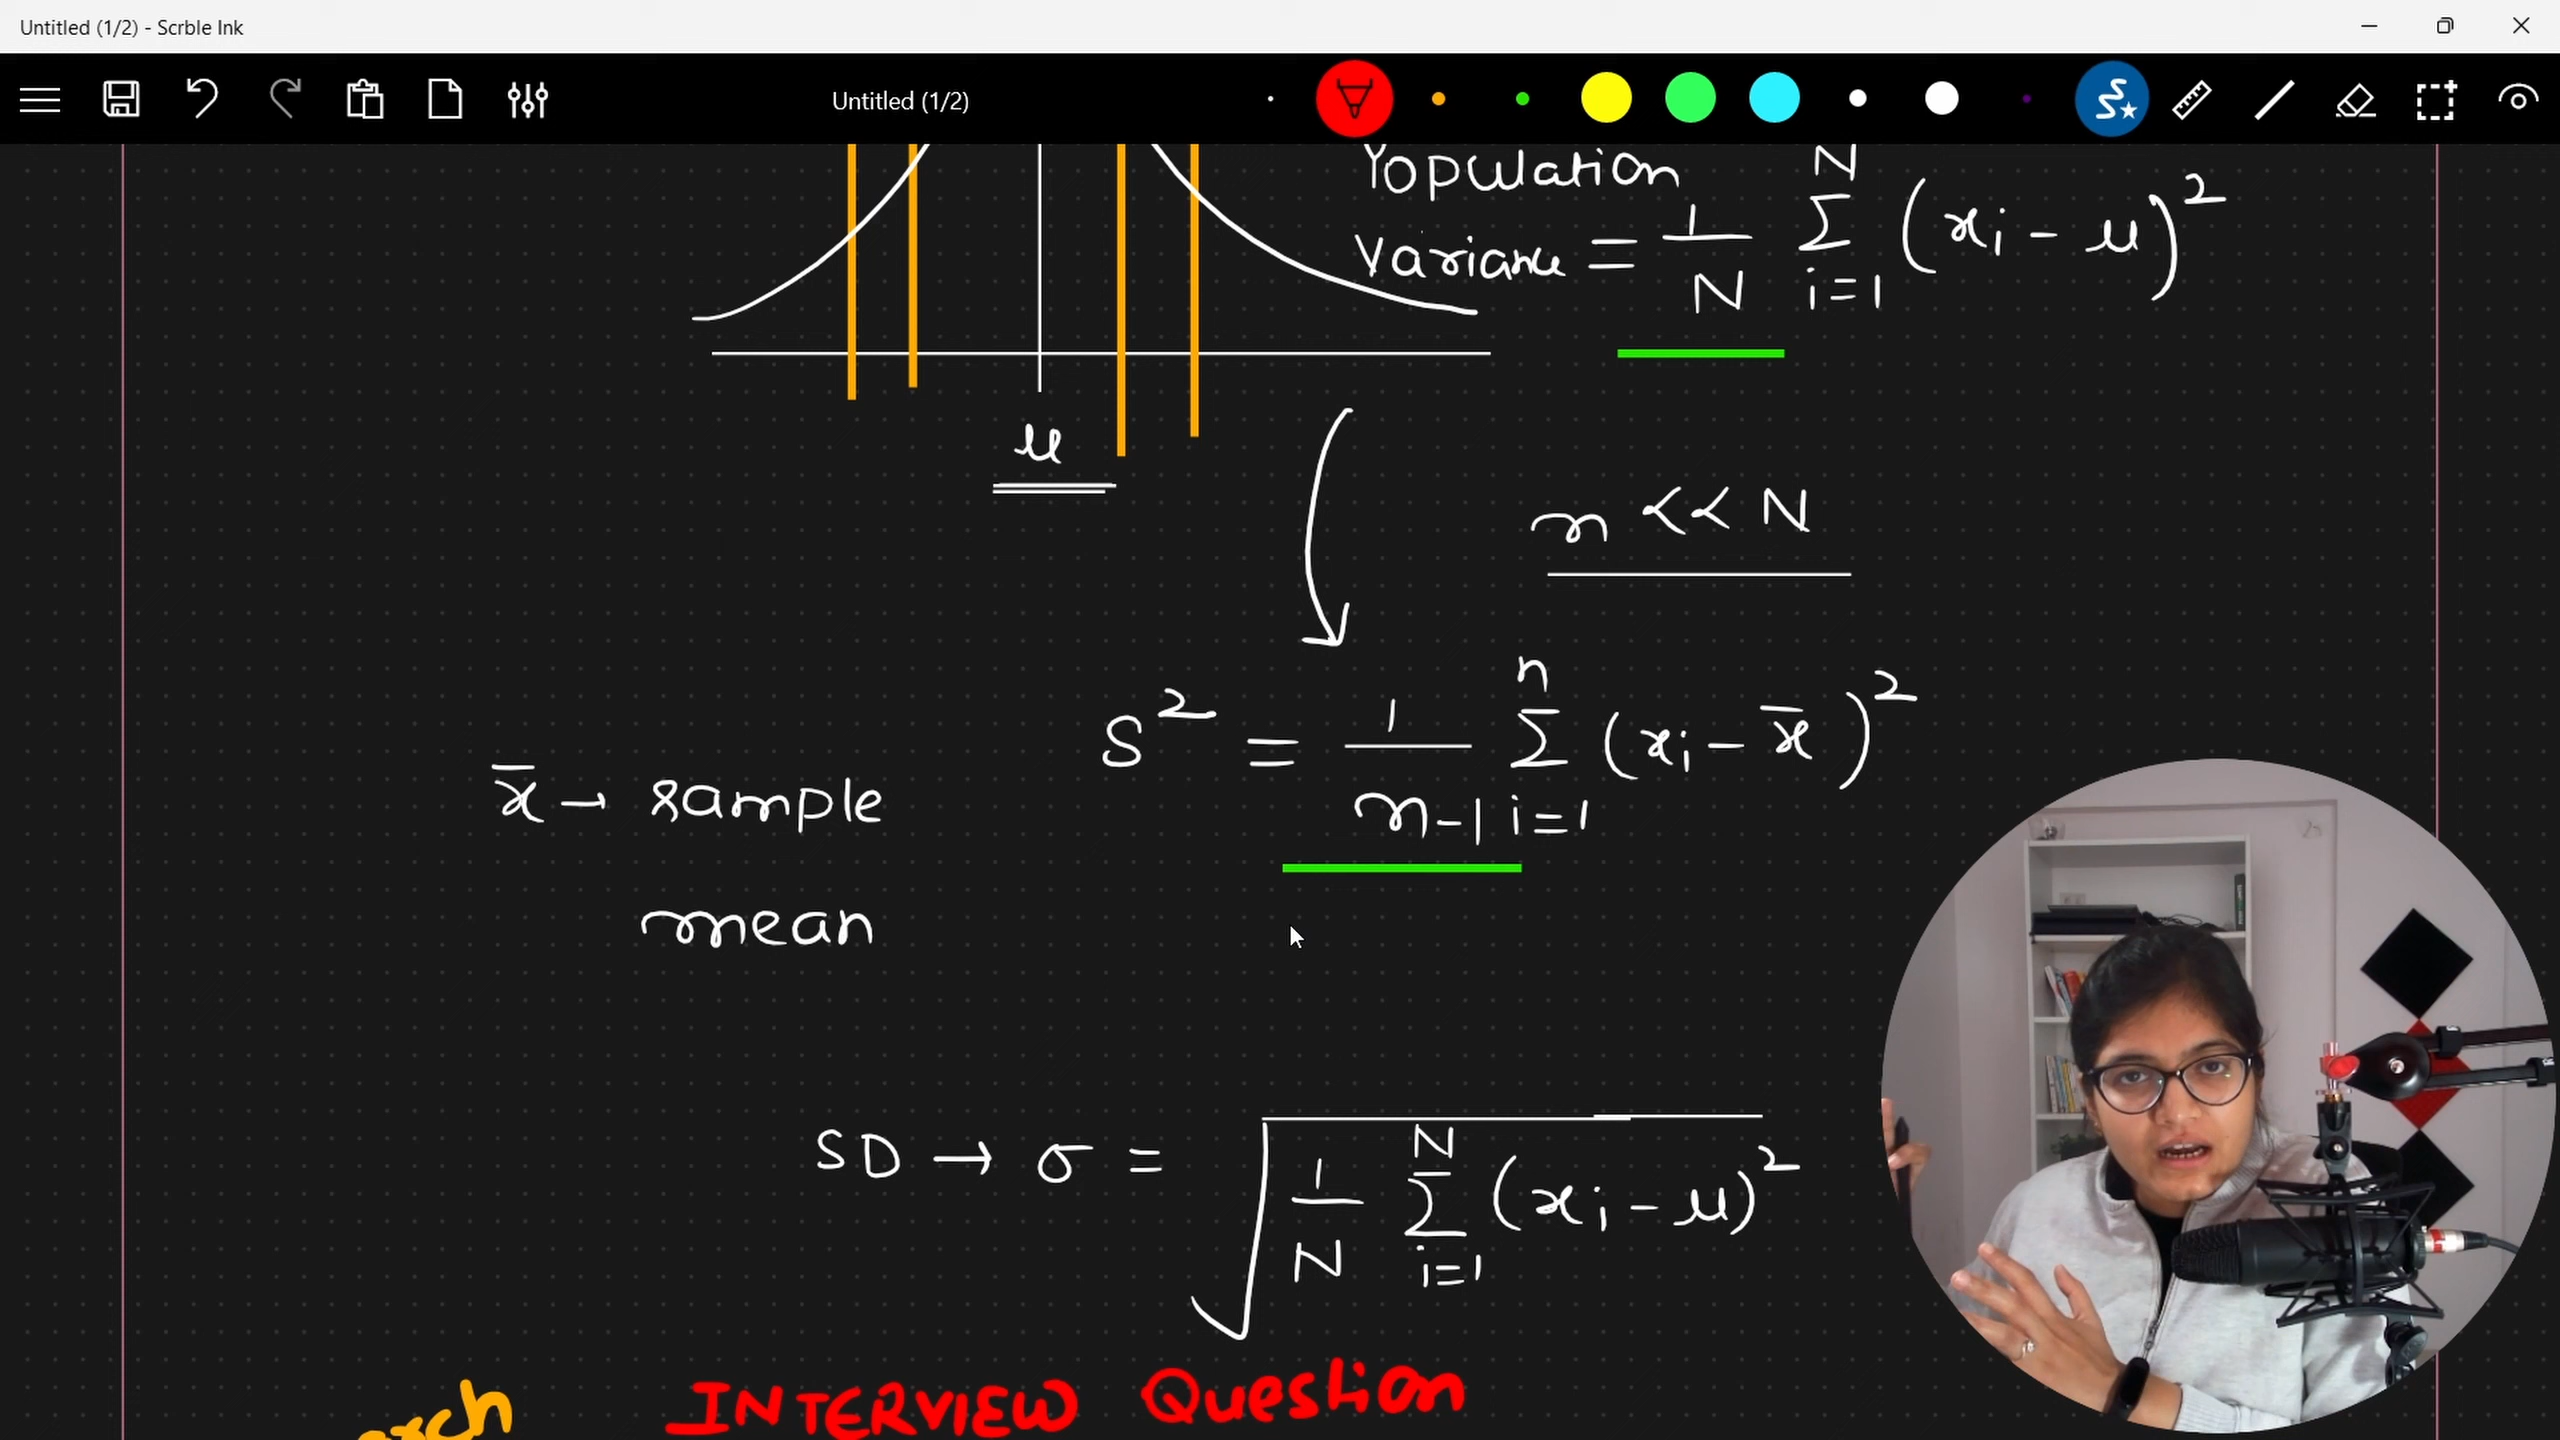 Untitled (1/2) - Scrble Ink
Untitled (1/2)
Population
Variance = 1/N N Σ i=1 (xi - μ)²
μ
n << N
S² = 1/n-1 n Σ i=1 (xi - x̄)²
x̄ → sample
mean
SD → σ = √ 1/N N Σ i=1 (xi - μ)²
INTERVIEW Question